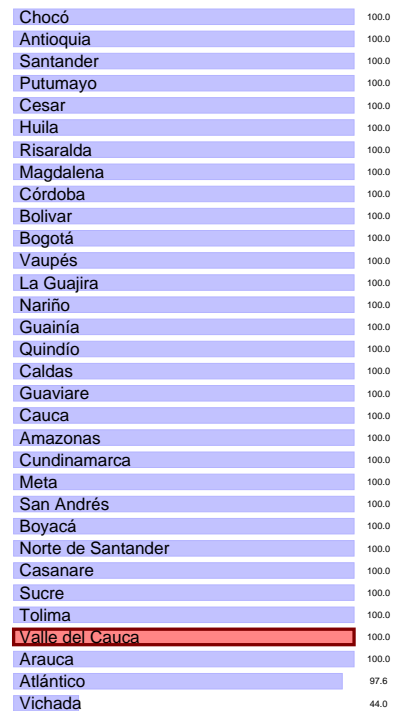 Chocó 100.0
Antioquia 100.0
Santander 100.0
Putumayo 100.0
Cesar 100.0
Huila 100.0
Risaralda 100.0
Magdalena 100.0
Córdoba 100.0
Bolivar 100.0
Bogotá 100.0
Vaupés 100.0
La Guajira 100.0
Nariño 100.0
Guainía 100.0
Quindío 100.0
Caldas 100.0
Guaviare 100.0
Cauca 100.0
Amazonas 100.0
Cundinamarca 100.0
Meta 100.0
San Andrés 100.0
Boyacá 100.0
Norte de Santander 100.0
Casanare 100.0
Sucre 100.0
Tolima 100.0
Valle del Cauca 100.0
Arauca 100.0
Atlántico 97.6
Vichada 44.0